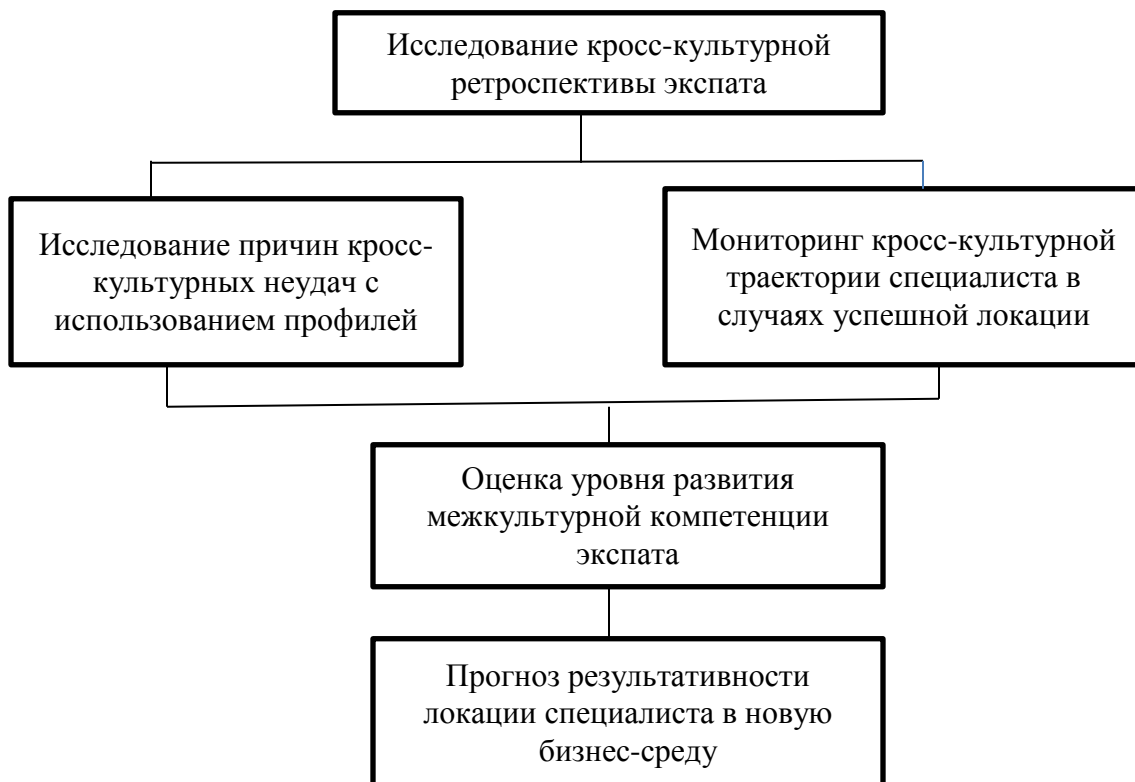 Исследование кросс-культурной
ретроспективы экспата
Исследование причин кросс-
культурных неудач с
использованием профилей
Мониторинг кросс-культурной
траектории специалиста в
случаях успешной локации
Оценка уровня развития
межкультурной компетенции
экспата
Прогноз результативности
локации специалиста в новую
бизнес-среду